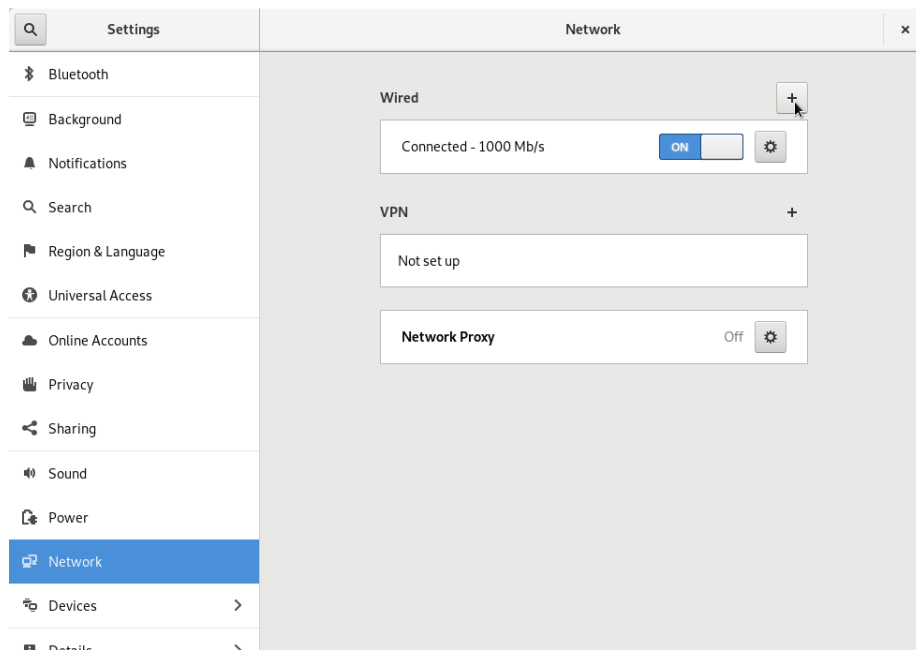 Settings
Network
Bluetooth
Background
Notifications
Search
Region & Language
Universal Access
Online Accounts
Privacy
Sharing
Sound
Power
Network
Devices
Details
Wired
Connected - 1000 Mb/s
ON
VPN
Not set up
Network Proxy
Off